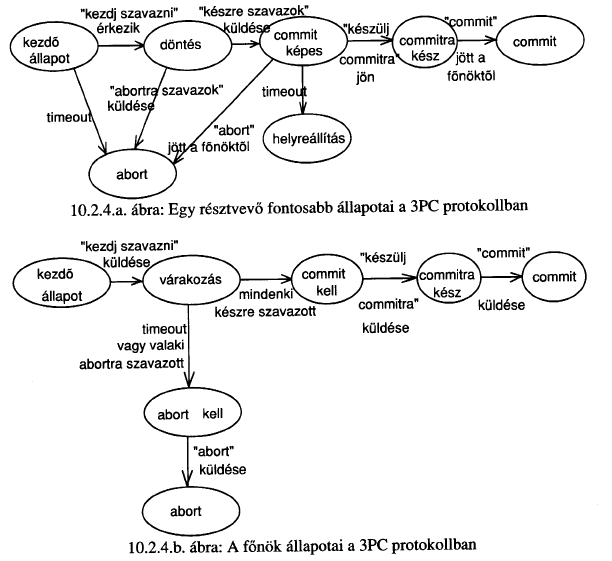 "kezdj szavazni"
érkezik
"készre szavazok"
küldése
"készülj
"commit"
kezdő
állapot
döntés
commit
képes
commitra
kész
commit
commitra"
jön
jött a
főnöktől
"abortra szavazok"
küldése
timeout
timeout
"abort"
jött a főnöktől
helyreállítás
abort
10.2.4.a. ábra: Egy résztvevő fontosabb állapotai a 3PC protokollban
"kezdj szavazni"
küldése
"készülj
"commit"
kezdő
állapot
várakozás
commit
kell
commitra
kész
commit
mindenki
készre szavazott
commitra"
küldése
küldése
timeout
vagy valaki
abortra szavazott
abort kell
"abort"
küldése
abort
10.2.4.b. ábra: A főnök állapotai a 3PC protokollban